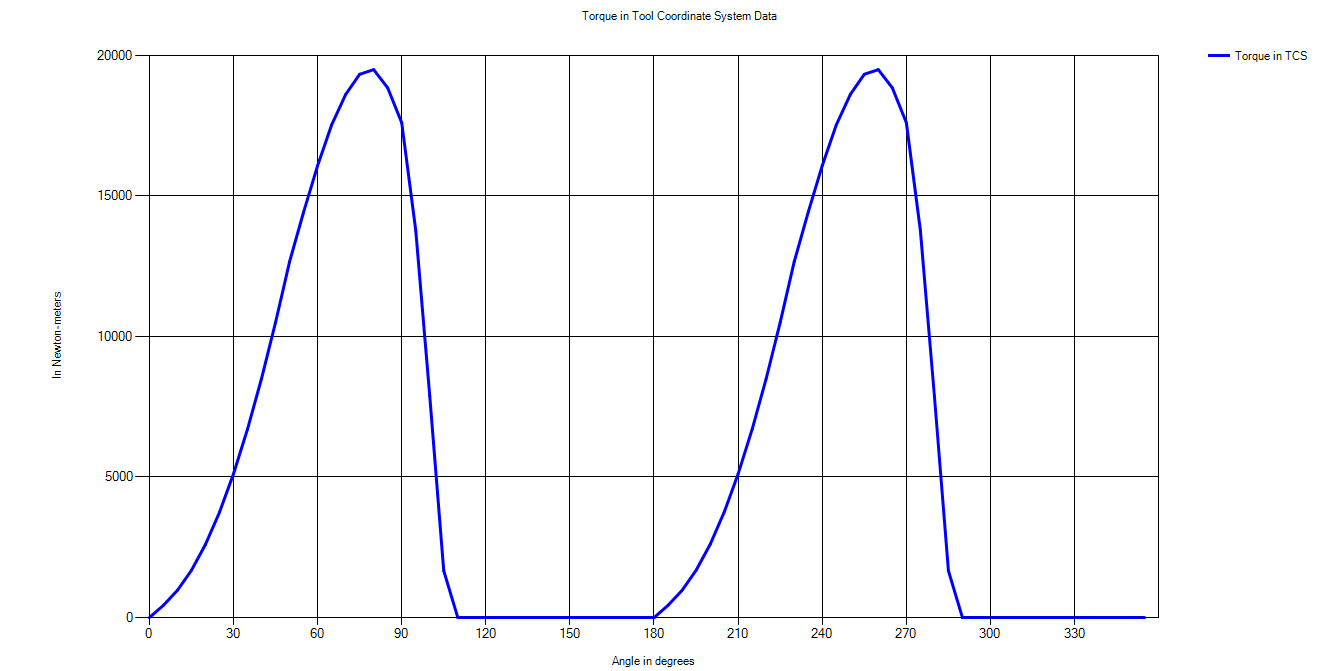 Torque in Tool Coordinate System Data
Torque in TCS
20000
15000
10000
5000
0
In Newton-meters
0 30 60 90 120 150 180 210 240 270 300 330
Angle in degrees